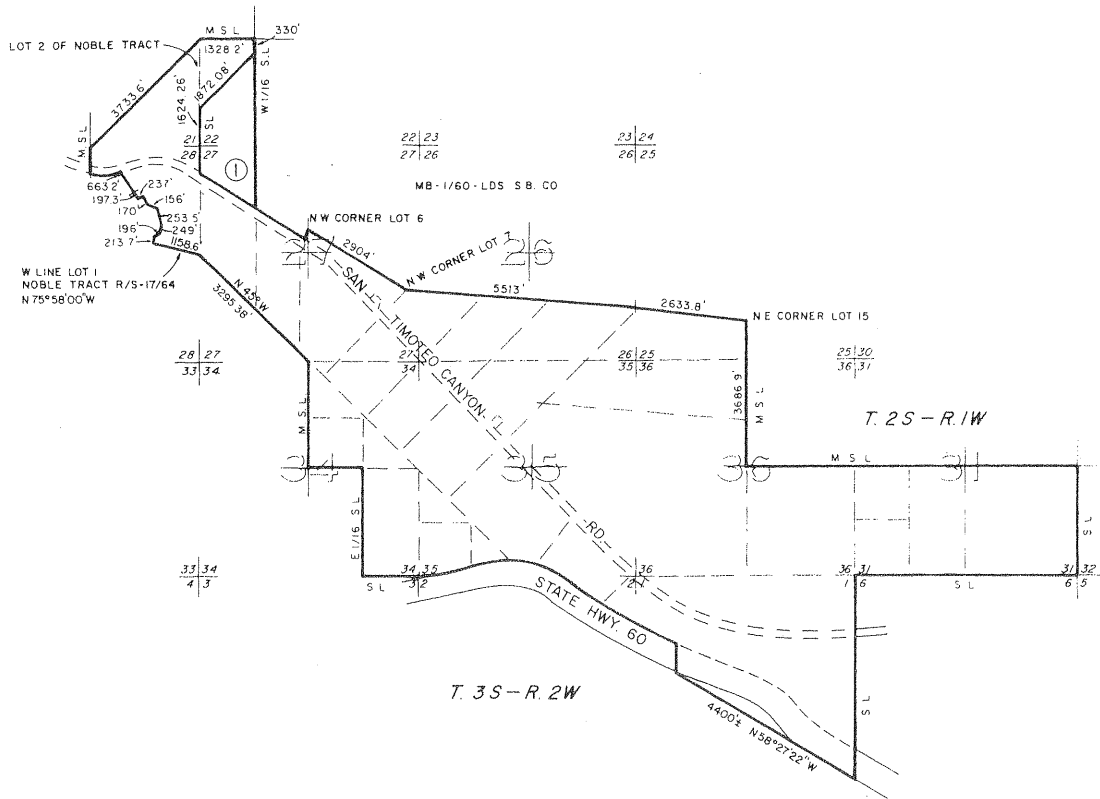 M S L
330'
LOT 2 OF NOBLE TRACT
1328.2'
3733.6'
1624.26'
1872.08'
SL
W 1/16 S.L
M S L
21 22
28 27
1
22 23
27 26
23 24
26 25
MB-1/60-LDS S B. CO
663.2'
197.3'
237'
170'
156'
253.5'
196'
249'
213.7'
1158.6'
N W CORNER LOT 6
27
2904'
N W CORNER LOT 7
26
W LINE LOT 1
NOBLE TRACT R/S-17/64
N 75°58'00"W
N 45° W
3295.38'
5513'
2633.8'
N E CORNER LOT 15
SAN TIMOTEO CANYON RD.
28 27
33 34
27
34
26 25
35 36
25 30
36 31
3686.9'
M S L
T. 2S-R.1W
M S L
M S L
34
35
36
31
S L
E 1/16 S L
33 34
4 3
34 35
3 2
S L
36
2 1
36 31
1 6
S L
31 32
6 5
STATE HWY. 60
T. 3S-R.2W
S L
4400'± N58°27'22"W